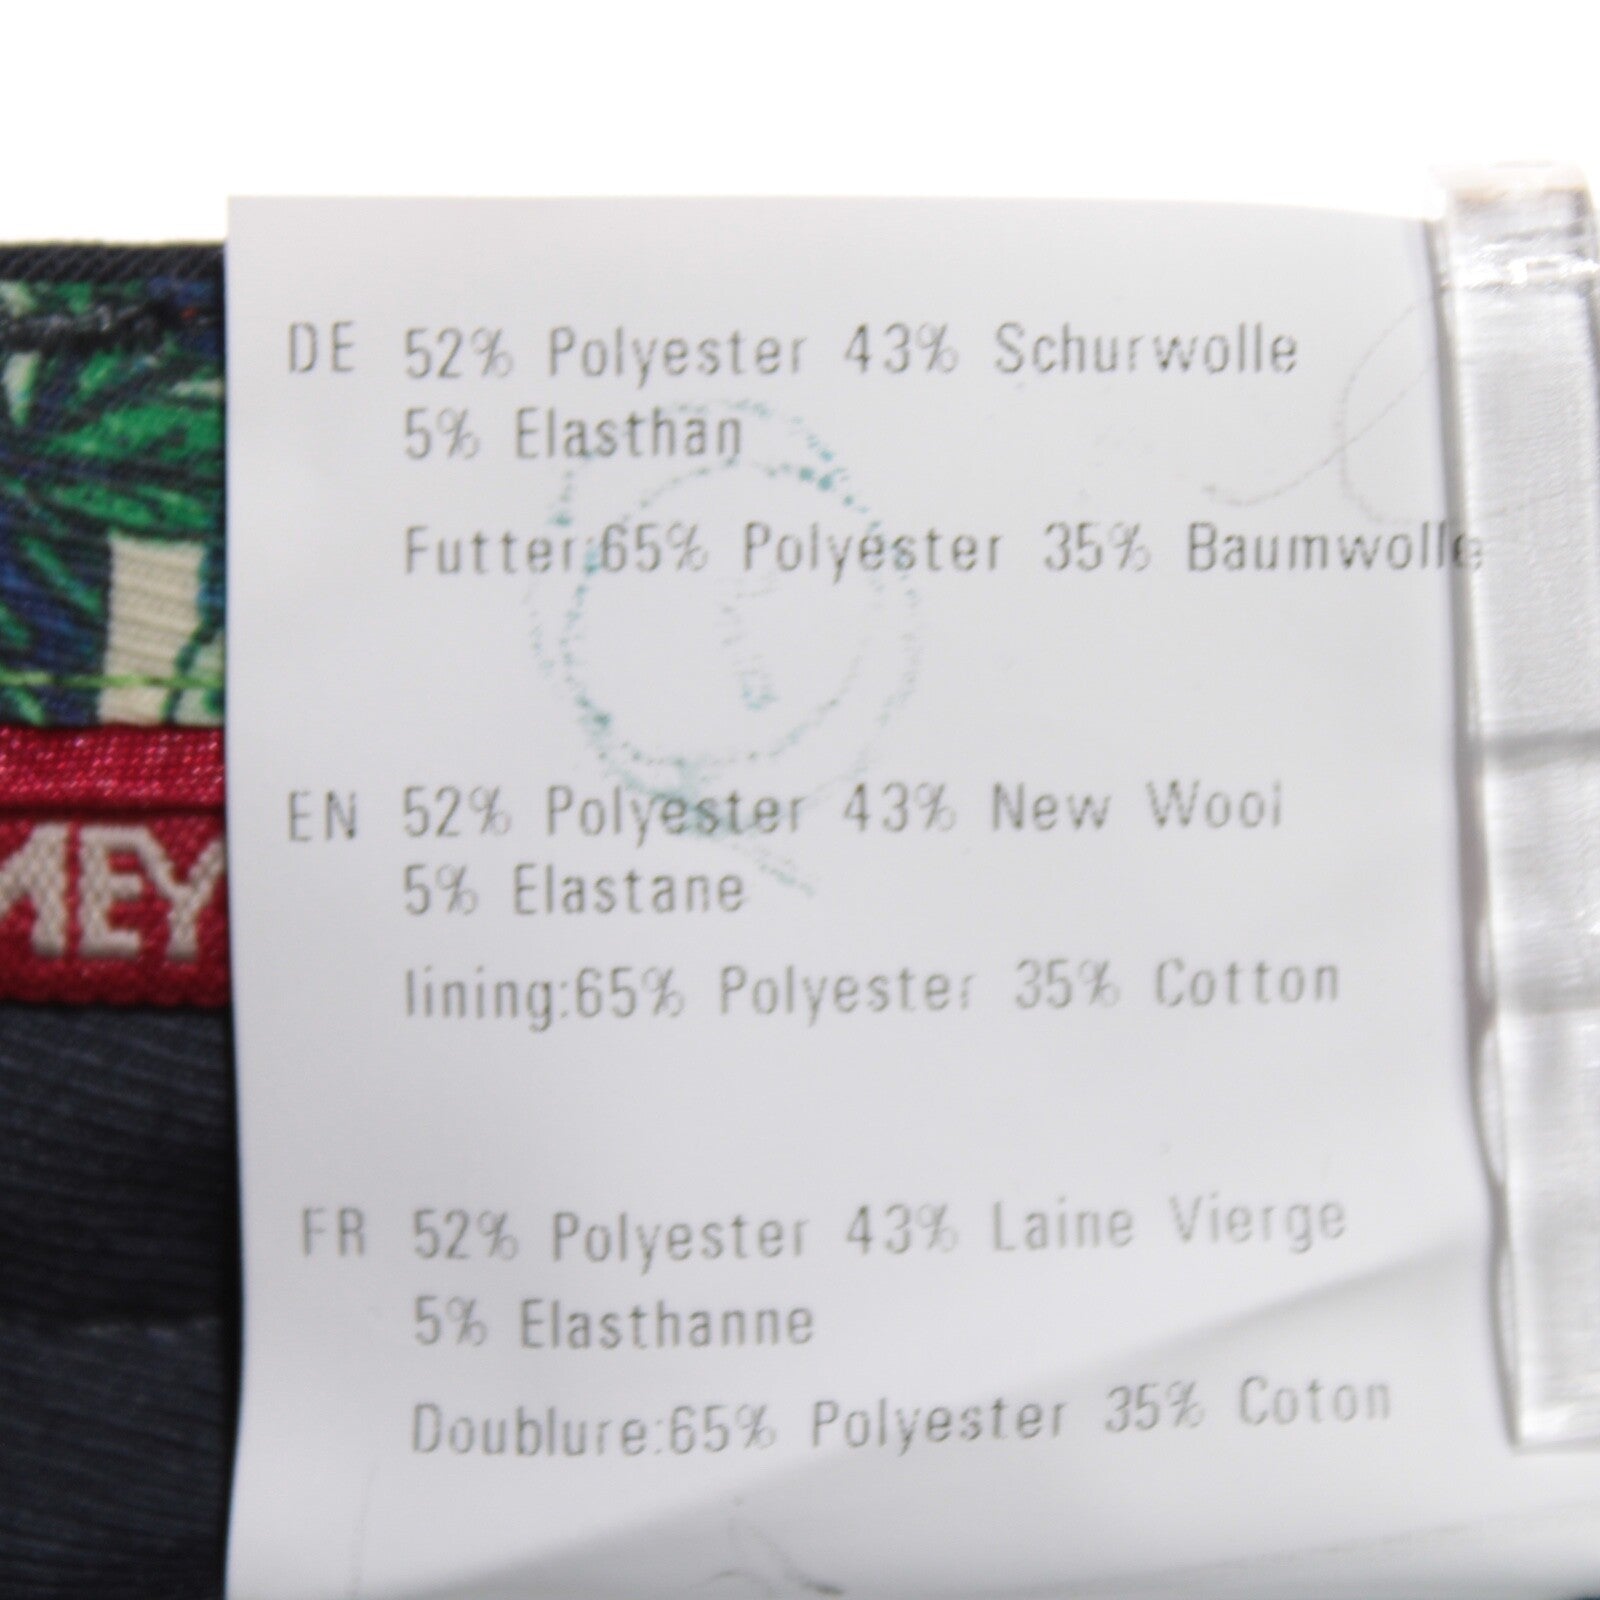 DE 52% Polyester 43% Schurwolle
5% Elasthan
Futter:65% Polyester 35% Baumwolle
EN 52% Polyester 43% New Wool
5% Elastane
lining:65% Polyester 35% Cotton
MEY
FR 52% Polyester 43% Laine Vierge
5% Elasthanne
Doublure:65% Polyester 35% Coton